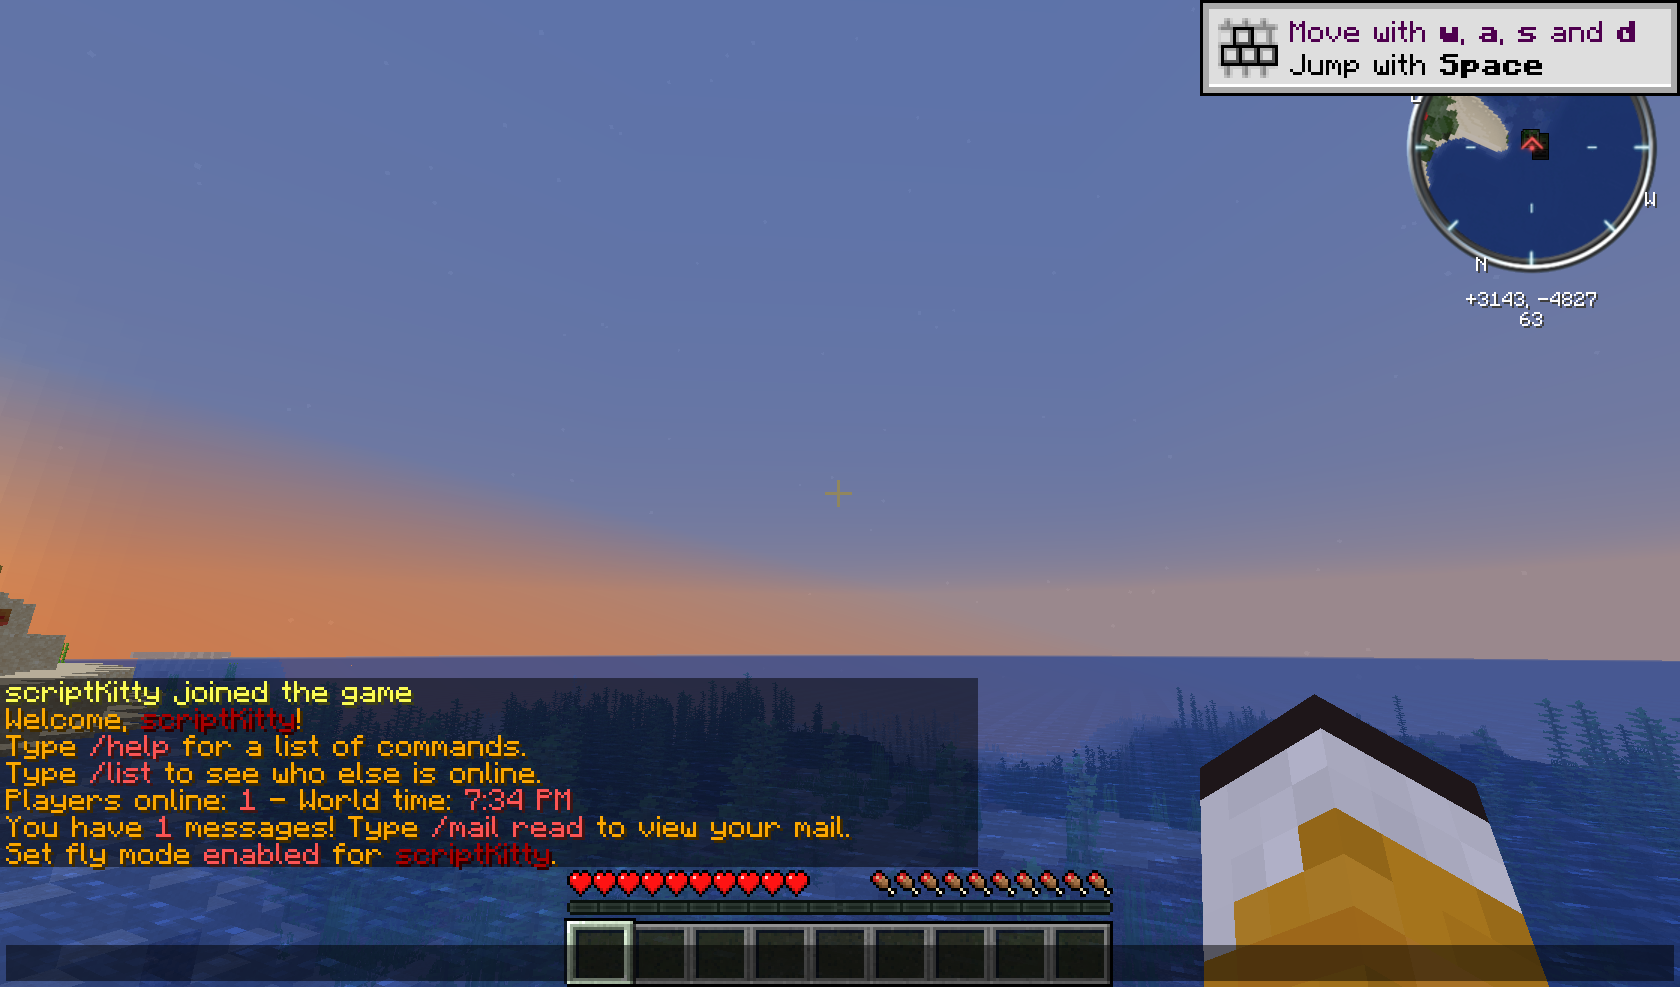 Move with w, a, s and d
Jump with Space
W
N
+3143, -4827
63
scriptKitty joined the game
Welcome, scriptKitty!
Type /help for a list of commands.
Type /list to see who else is online.
Players online: 1 - World time: 7:34 PM
You have 1 messages! Type /mail read to view your mail.
Set fly mode enabled for scriptKitty.